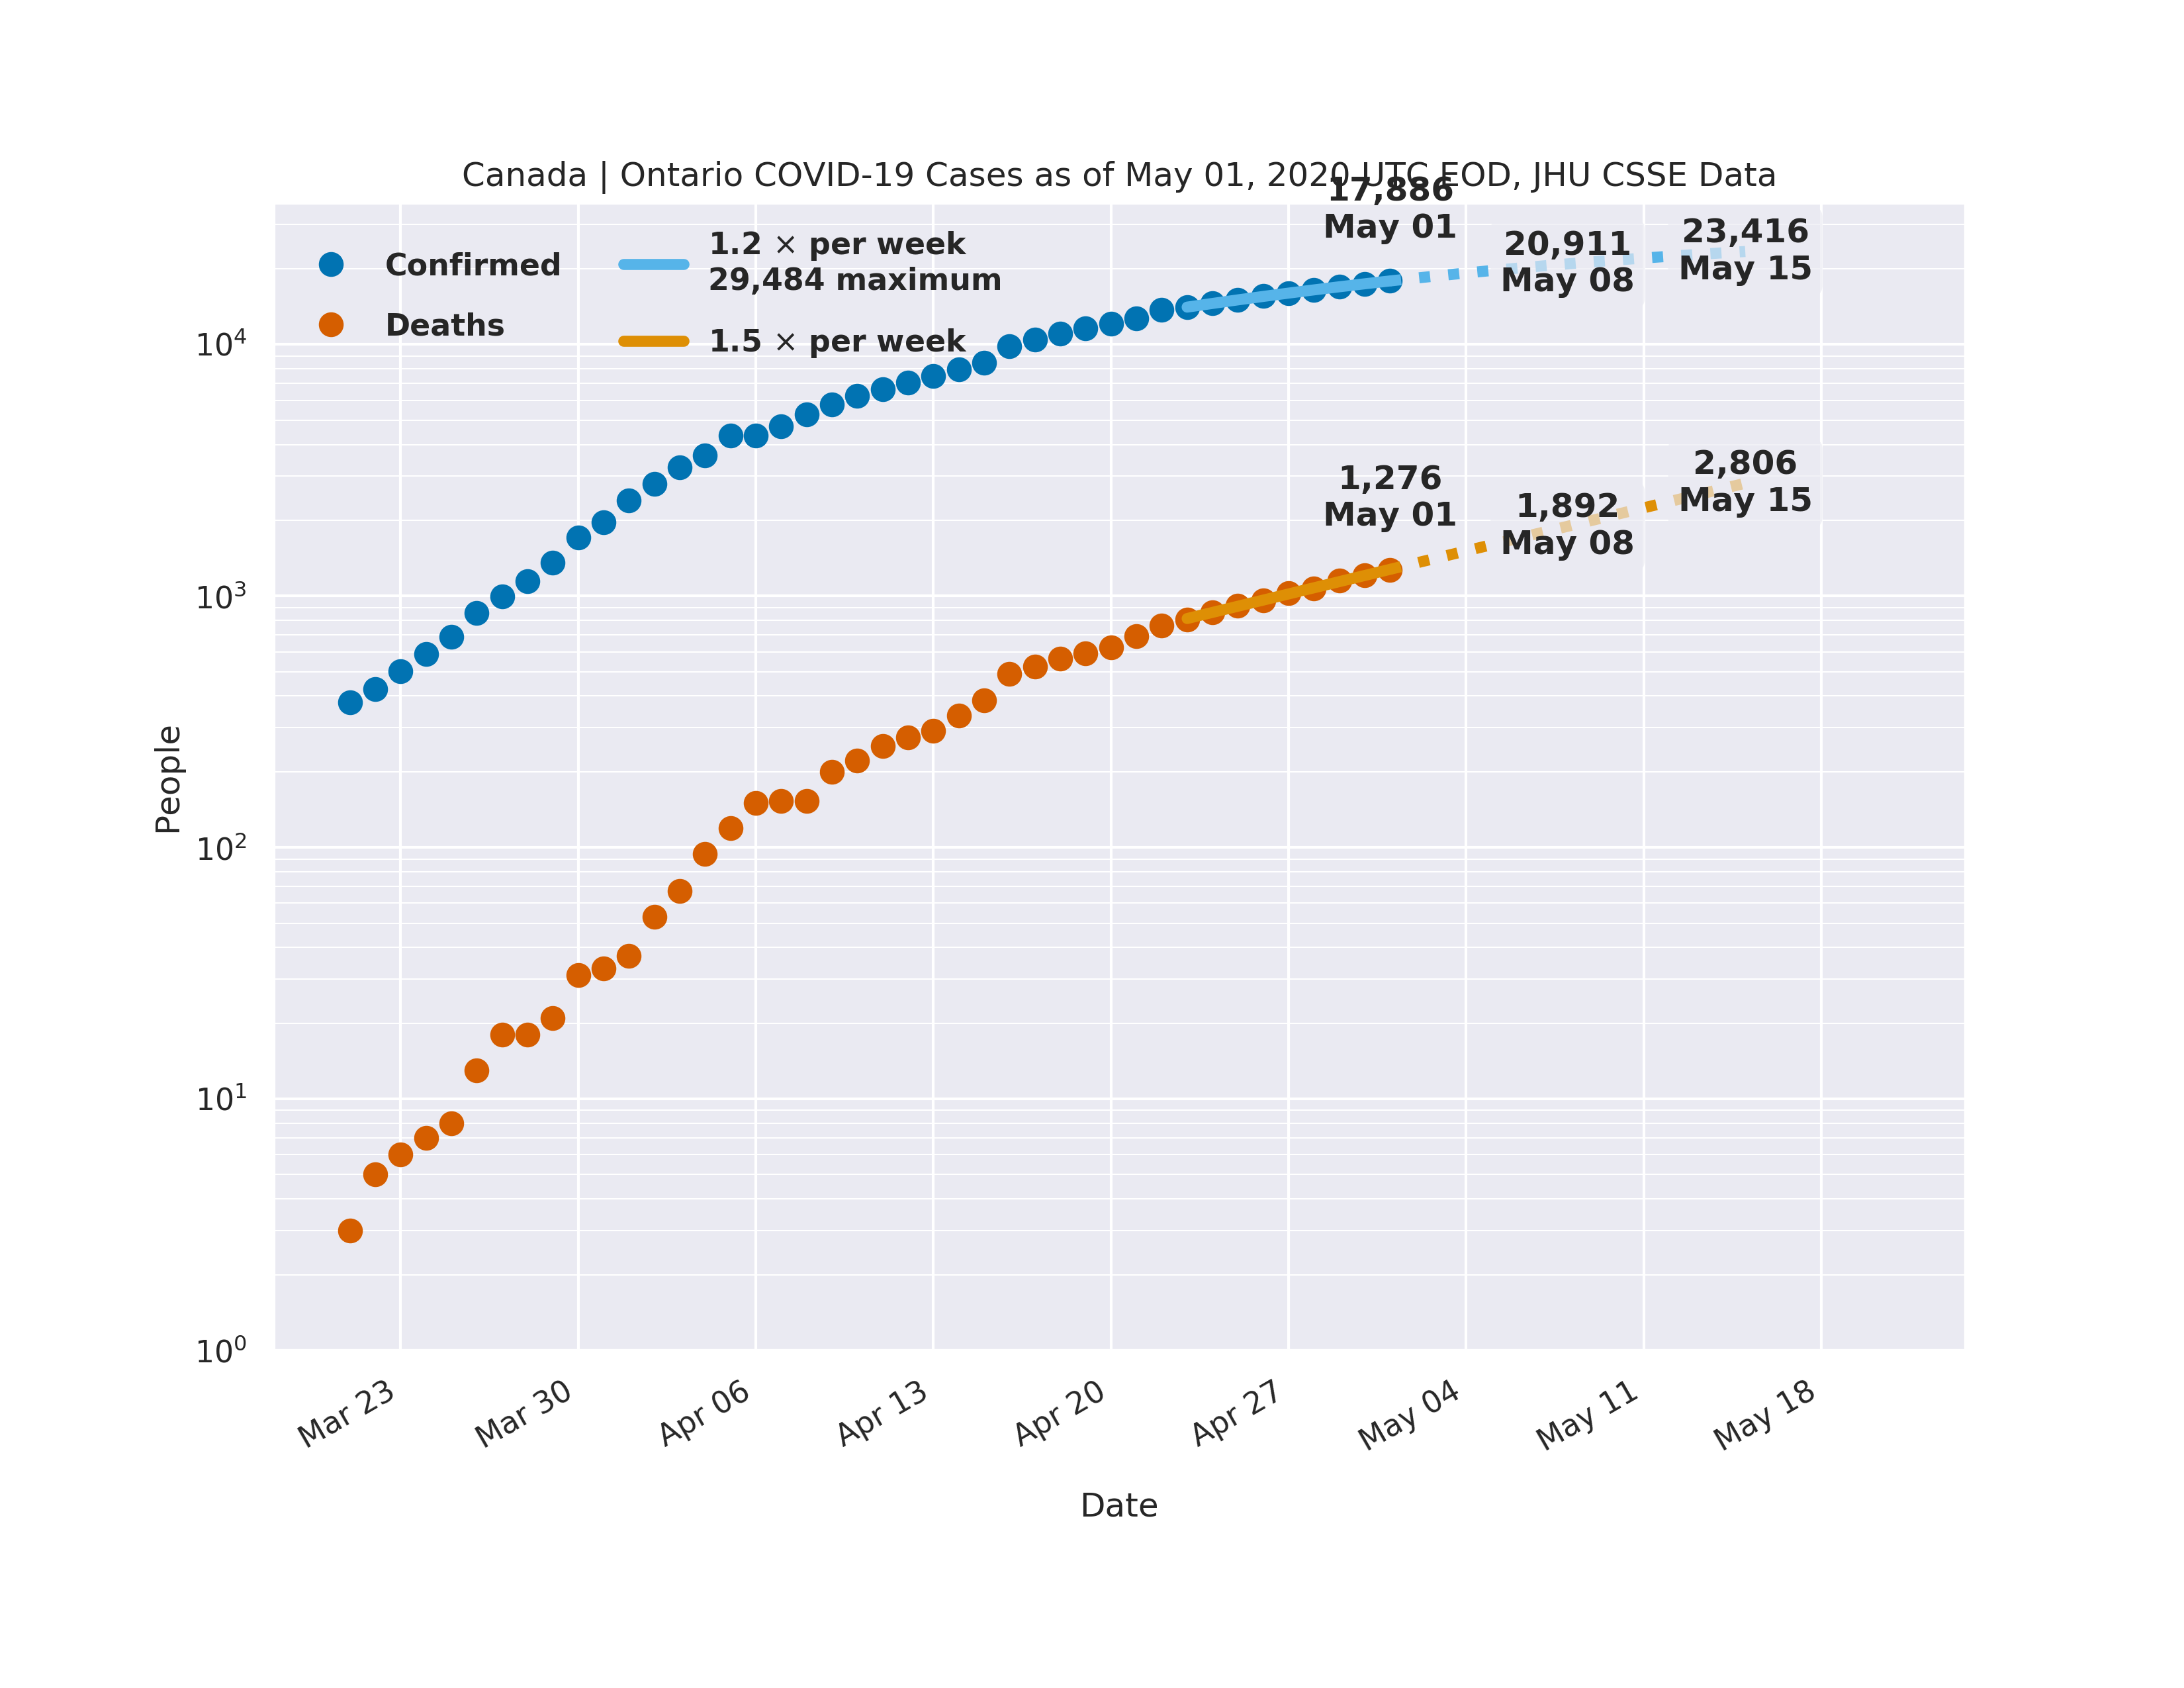 Canada | Ontario COVID-19 Cases as of May 01, 2020 UTC EOD, JHU CSSE Data
17,886
May 01
20,911
May 08
23,416
May 15
Confirmed
Deaths
1.2 × per week
29,484 maximum
1.5 × per week
1,276
May 01
1,892
May 08
2,806
May 15
People
10⁴
10³
10²
10¹
10⁰
Mar 23
Mar 30
Apr 06
Apr 13
Apr 20
Apr 27
May 04
May 11
May 18
Date